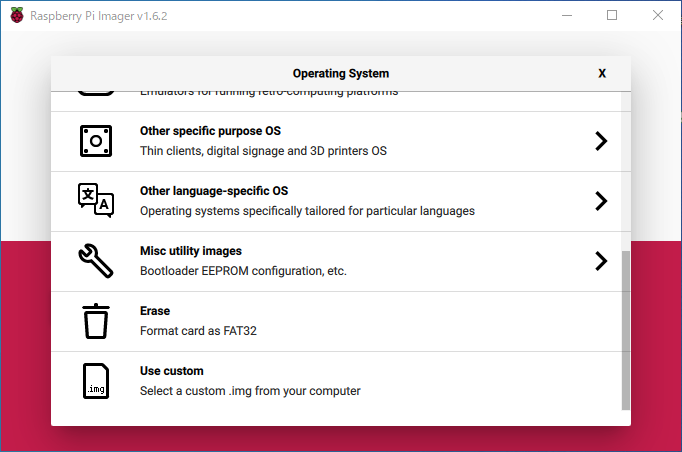 Raspberry Pi Imager v1.6.2
Operating System
X
Emulators for running retro-computing platforms
Other specific purpose OS
Thin clients, digital signage and 3D printers OS
文
A
Other language-specific OS
Operating systems specifically tailored for particular languages
Misc utility images
Bootloader EEPROM configuration, etc.
Erase
Format card as FAT32
.img
Use custom
Select a custom .img from your computer